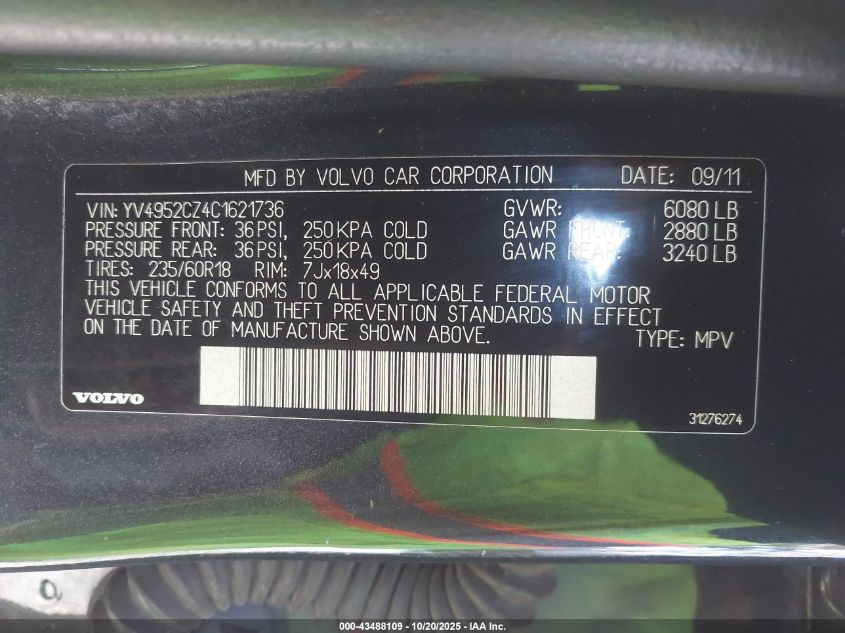 MFD BY VOLVO CAR CORPORATION DATE: 09/11
VIN: YV4952CZ4C1621736 GVWR: 6080 LB
PRESSURE FRONT: 36 PSI, 250 KPA COLD GAWR FRONT: 2880 LB
PRESSURE REAR: 36 PSI, 250 KPA COLD GAWR REAR: 3240 LB
TIRES: 235/60R18 RIM: 7Jx18x49
THIS VEHICLE CONFORMS TO ALL APPLICABLE FEDERAL MOTOR
VEHICLE SAFETY AND THEFT PREVENTION STANDARDS IN EFFECT
ON THE DATE OF MANUFACTURE SHOWN ABOVE. TYPE: MPV
VOLVO 31276274
000-43488109 - 10/20/2025 - IAA Inc.